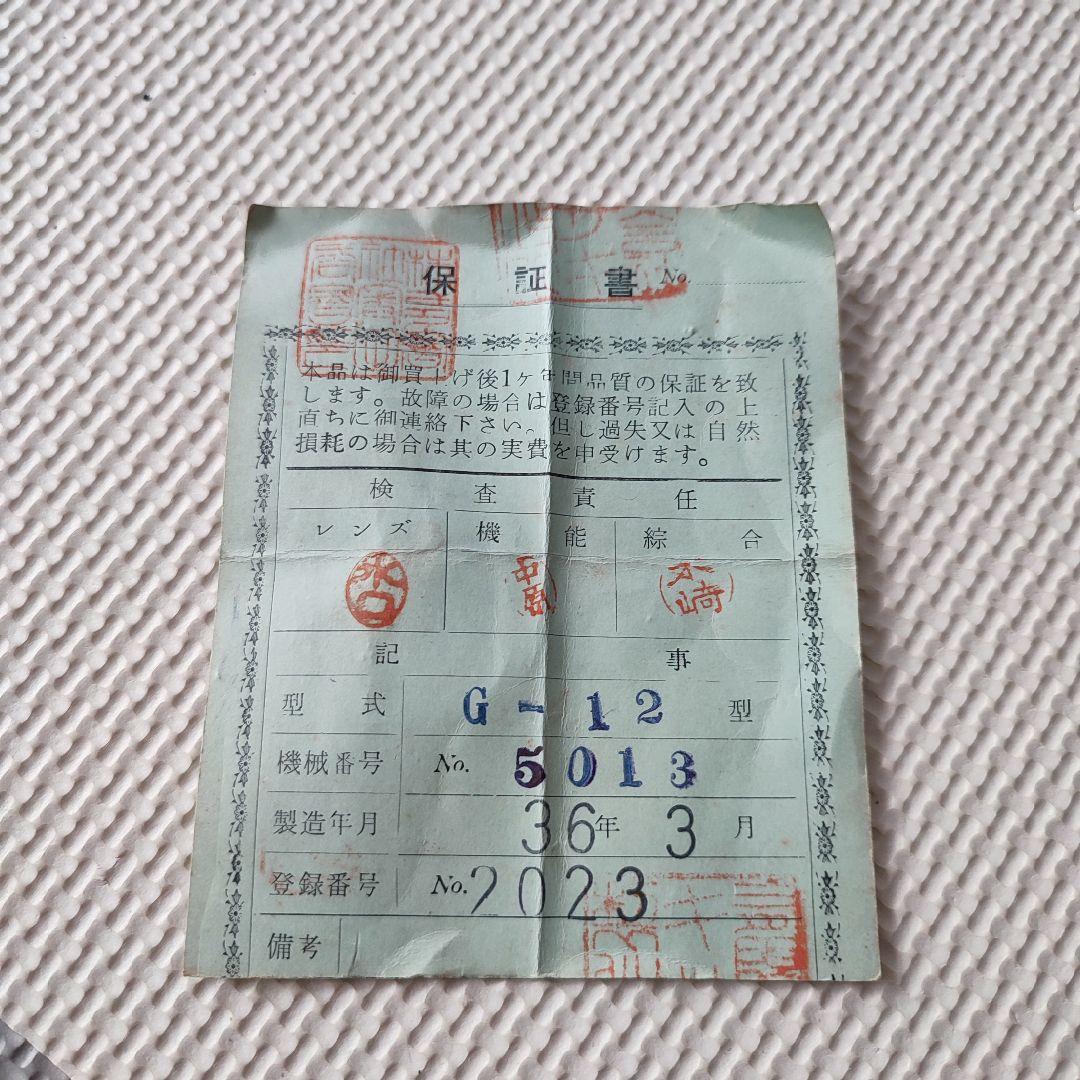 保証書 No.
本品は御買上げ後1ヶ年間品質の保証を致
します。故障の場合は登録番号記入の上
直ちに御連絡下さい。但し過失又は自然
損耗の場合は其の実費を申受けます。
検査責任
レンズ 機能 綜合
水口
記事
型式 G-12 型
機械番号 No. 5013
製造年月 36年 3月
登録番号 No. 2023
備考